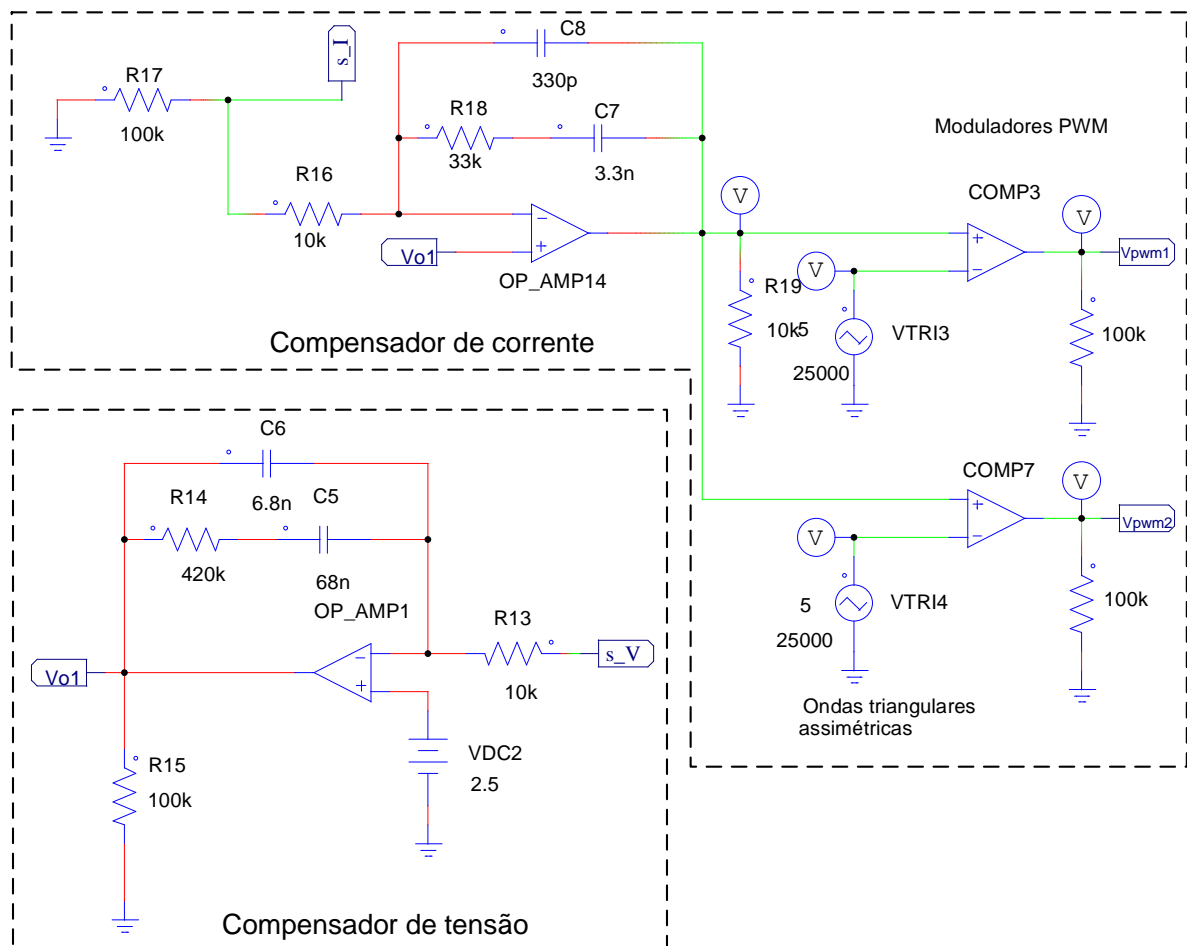 C8
330p
s_I
R17
100k
R18
33k
C7
3.3n
Moduladores PWM
R16
10k
V
COMP3
V
Vo1
OP_AMP14
V
Vpwm1
R19
10k
5
VTRI3
25000
100k
Compensador de corrente
C6
6.8n
R14
420k
C5
68n
OP_AMP1
COMP7
V
V
Vpwm2
5
VTRI4
25000
100k
R13
10k
s_V
Vo1
VDC2
2.5
R15
100k
Ondas triangulares
assimétricas
Compensador de tensão